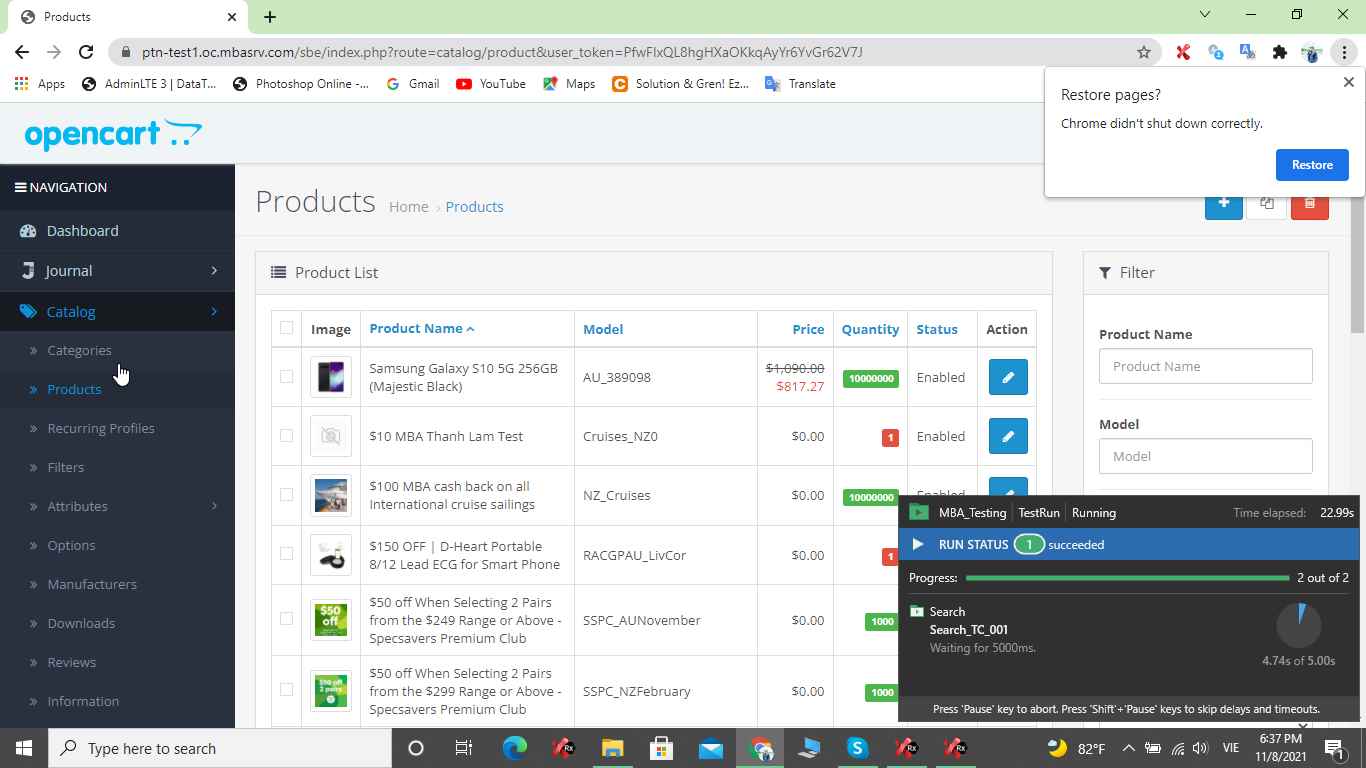 Products
ptn-test1.oc.mbasrv.com/sbe/index.php?route=catalog/product&user_token=PfwFIxQL8hgHXaOKkqAyYr6YvGr62V7J
Apps
AdminLTE 3 | DataT...
Photoshop Online -...
Gmail
YouTube
Maps
Solution & Gren! Ez...
Translate
Restore pages?
Chrome didn't shut down correctly.
Restore
opencart
NAVIGATION
Dashboard
Journal
Catalog
Categories
Products
Recurring Profiles
Filters
Attributes
Options
Manufacturers
Downloads
Reviews
Information
Products Home › Products
Product List
Image Product Name Model Price Quantity Status Action
Samsung Galaxy S10 5G 256GB
(Majestic Black)
AU_389098
$1,090.00
$817.27
10000000
Enabled
$10 MBA Thanh Lam Test
Cruises_NZ0
$0.00
1
Enabled
$100 MBA cash back on all
International cruise sailings
NZ_Cruises
$0.00
10000000
Enabled
$150 OFF | D-Heart Portable
8/12 Lead ECG for Smart Phone
RACGPAU_LivCor
$0.00
1
$50
off
$50 off When Selecting 2 Pairs
from the $249 Range or Above -
Specsavers Premium Club
SSPC_AUNovember
$0.00
1000
$50 off
2 pairs
$50 off When Selecting 2 Pairs
from the $299 Range or Above -
Specsavers Premium Club
SSPC_NZFebruary
$0.00
1000
Filter
Product Name
Product Name
Model
Model
MBA_Testing TestRun Running Time elapsed: 22.99s
RUN STATUS 1 succeeded
Progress: 2 out of 2
Search
Search_TC_001
Waiting for 5000ms.
4.74s of 5.00s
Press 'Pause' key to abort. Press 'Shift'+'Pause' keys to skip delays and timeouts.
Type here to search
Rx
Rx
Rx
82°F
VIE
6:37 PM
11/8/2021
1